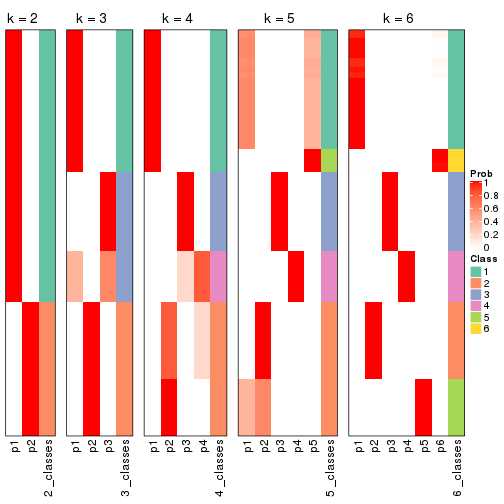 k = 2
k = 3
k = 4
k = 5
k = 6
p1
p2
2_classes
p1
p2
p3
3_classes
p1
p2
p3
p4
4_classes
p1
p2
p3
p4
p5
5_classes
p1
p2
p3
p4
p5
p6
6_classes
Prob
1
0.8
0.6
0.4
0.2
0
Class
1
2
3
4
5
6